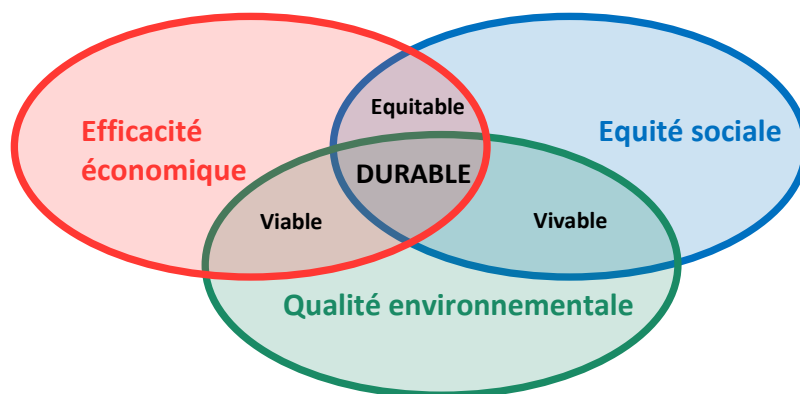 Equitable
Efficacité
économique
Equité sociale
DURABLE
Viable
Vivable
Qualité environnementale